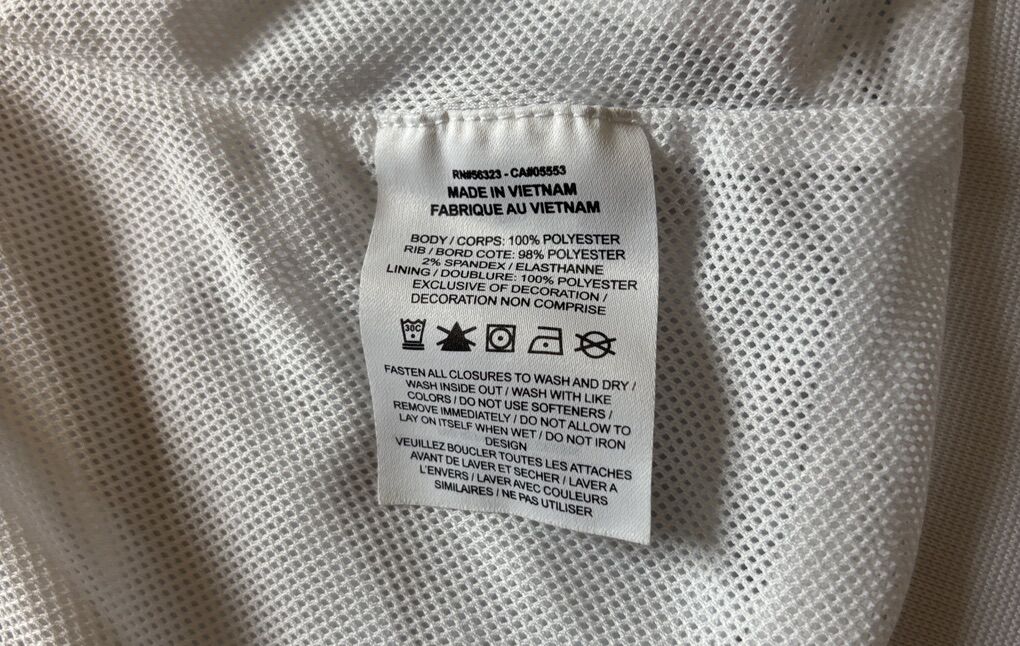 RN#56323 - CA#05553
MADE IN VIETNAM
FABRIQUE AU VIETNAM
BODY / CORPS: 100% POLYESTER
RIB / BORD COTE: 98% POLYESTER
2% SPANDEX / ELASTHANNE
LINING / DOUBLURE: 100% POLYESTER
EXCLUSIVE OF DECORATION /
DECORATION NON COMPRISE
30C
FASTEN ALL CLOSURES TO WASH AND DRY /
WASH INSIDE OUT / WASH WITH LIKE
COLORS / DO NOT USE SOFTENERS /
REMOVE IMMEDIATELY / DO NOT ALLOW TO
LAY ON ITSELF WHEN WET / DO NOT IRON
DESIGN
VEUILLEZ BOUCLER TOUTES LES ATTACHES
AVANT DE LAVER ET SECHER / LAVER A
L'ENVERS / LAVER AVEC COULEURS
SIMILAIRES / NE PAS UTILISER